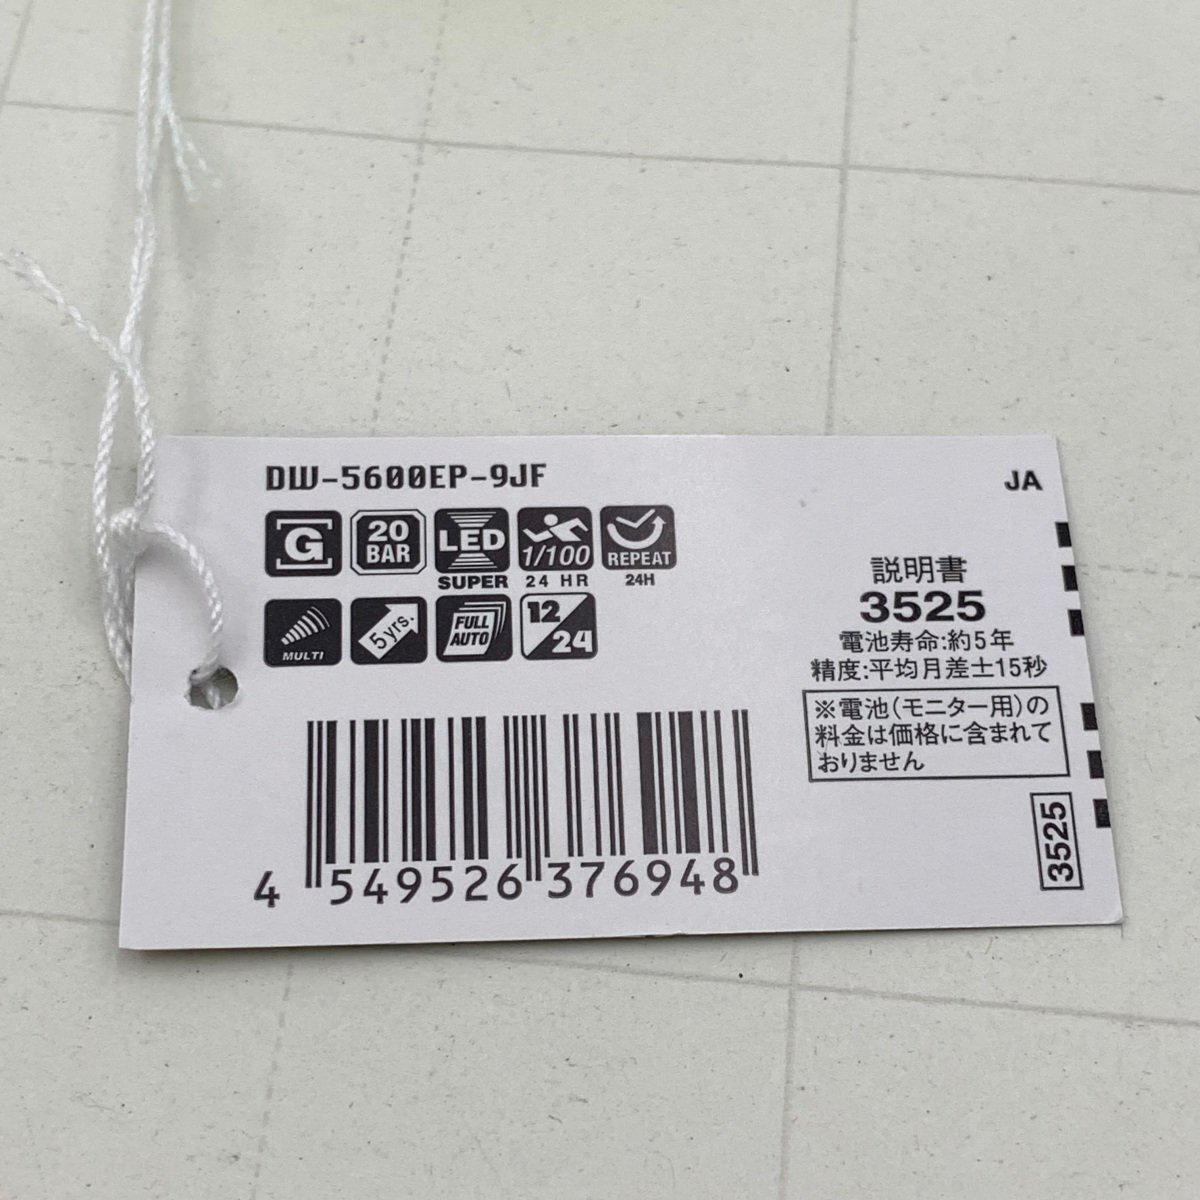 DW-5600EP-9JF
JA
G
20
BAR
LED
SUPER
1/100
24 HR
REPEAT
24H
MULTI
5 yrs.
FULL
AUTO
12
24
説明書
3525
電池寿命:約5年
精度:平均月差±15秒
※電池(モニター用)の
料金は価格に含まれて
おりません
3525
4 549526 376948